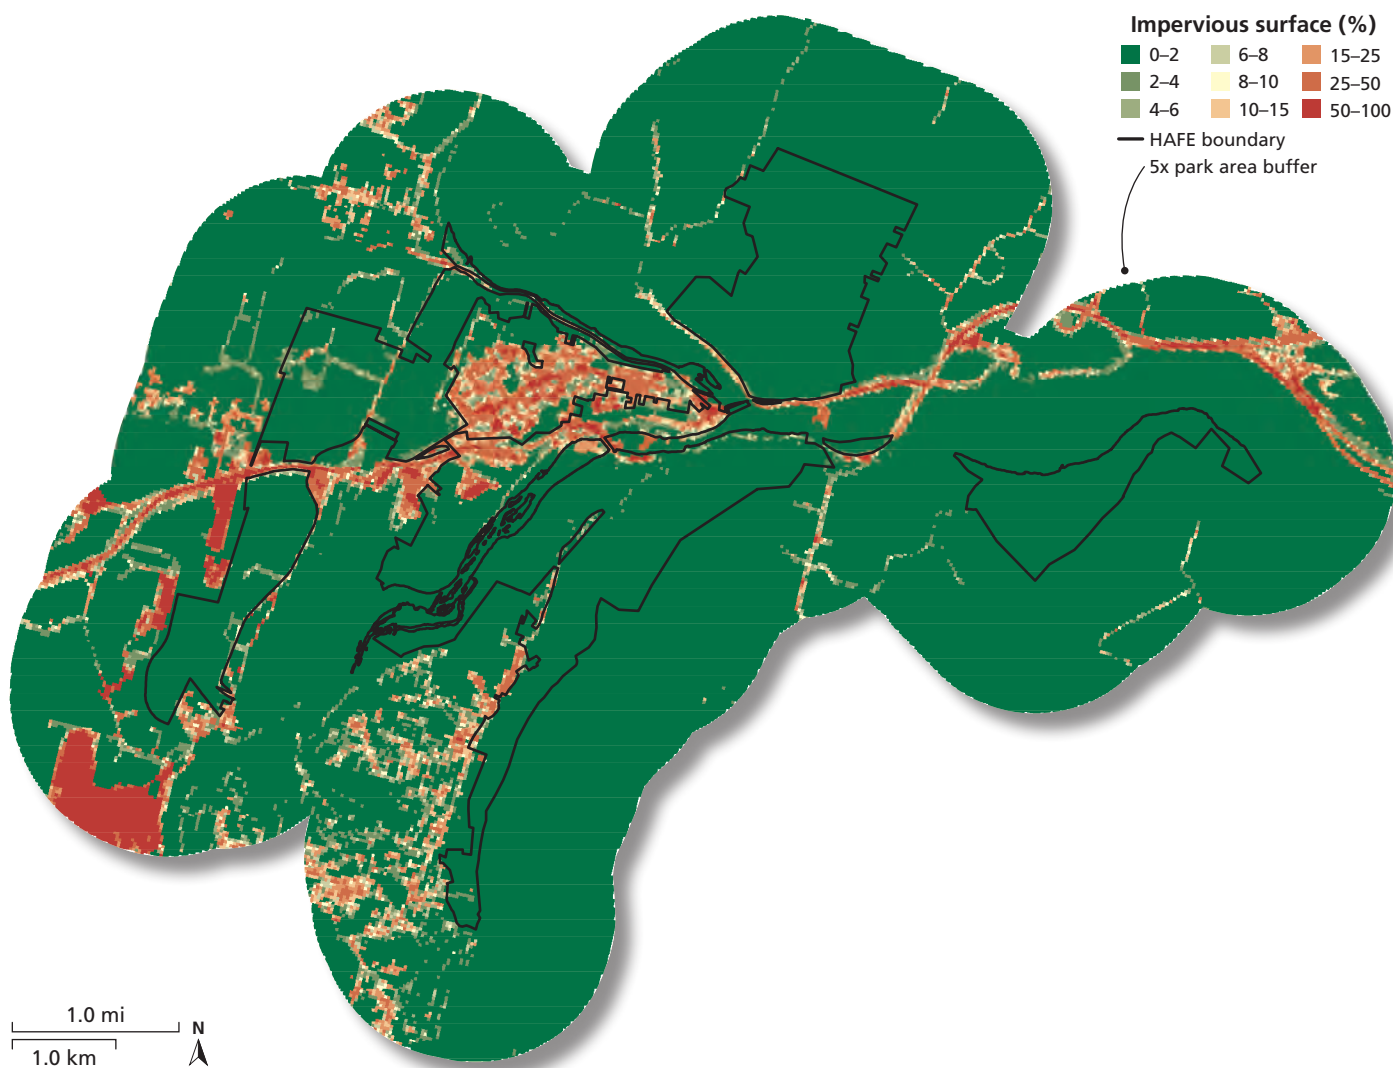 Impervious surface (%)
0–2 6–8 15–25
2–4 8–10 25–50
4–6 10–15 50–100
HAFE boundary
5x park area buffer
1.0 mi
N
1.0 km